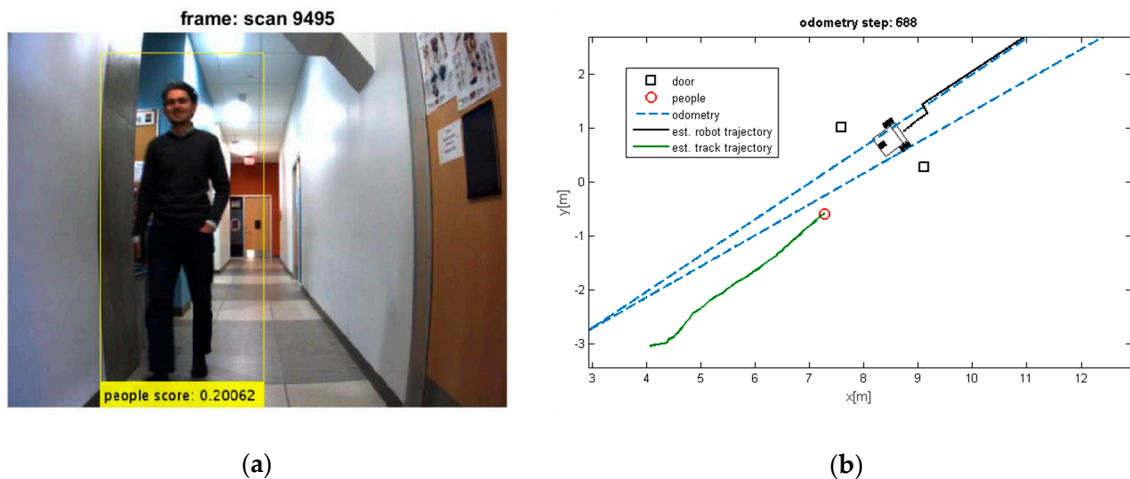 frame: scan 9495
people score: 0.20062
(a)
odometry step: 688
door
people
odometry
est. robot trajectory
est. track trajectory
2
1
0
-1
-2
-3
y[m]
3 4 5 6 7 8 9 10 11 12
x[m]
(b)